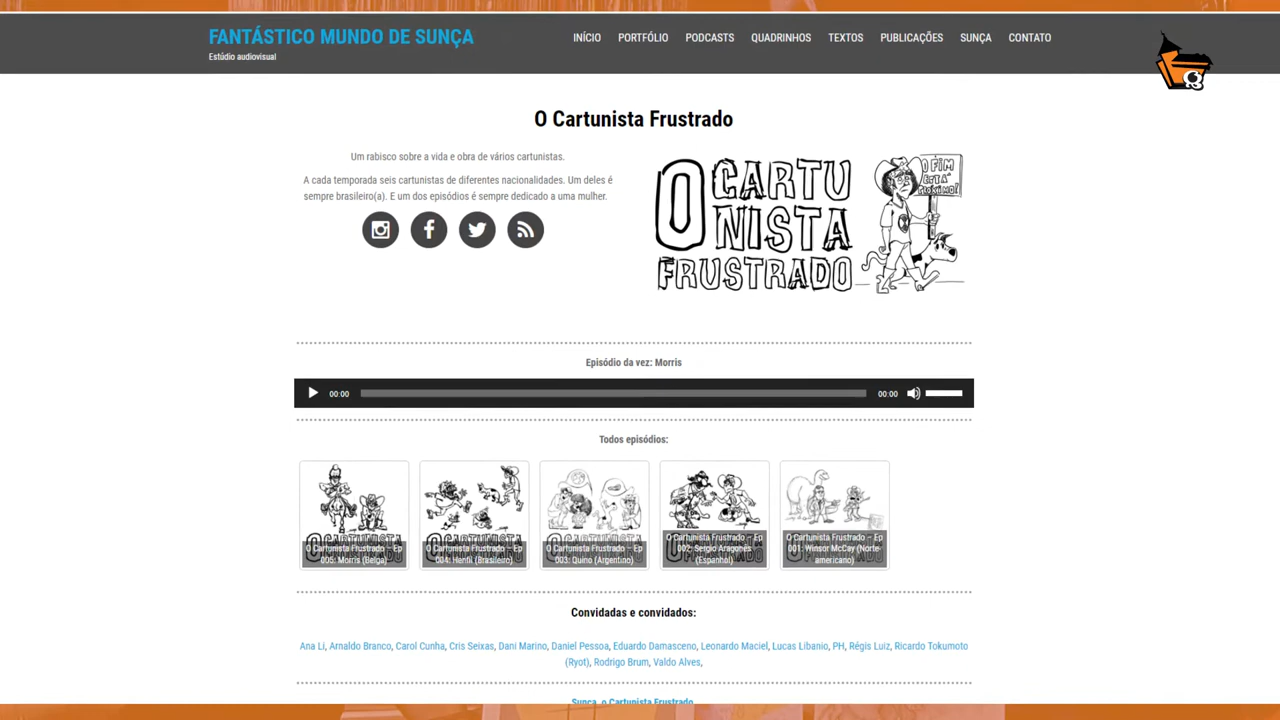 FANTÁSTICO MUNDO DE SUNÇA
Estúdio audiovisual
INÍCIO PORTFÓLIO PODCASTS QUADRINHOS TEXTOS PUBLICAÇÕES SUNÇA CONTATO
O Cartunista Frustrado
Um rabisco sobre a vida e obra de vários cartunistas.
A cada temporada seis cartunistas de diferentes nacionalidades. Um deles é
sempre brasileiro(a). E um dos episódios é sempre dedicado a uma mulher.
O CARTU
NISTA
FRUSTRADO
O FIM
ESTÁ
PRÓXIMO!
Episódio da vez: Morris
00:00 00:00
Todos episódios:
O Cartunista Frustrado – Ep
005: Morris (Belga)
O Cartunista Frustrado – Ep
004: Henfil (Brasileiro)
O Cartunista Frustrado – Ep
003: Quino (Argentino)
O Cartunista Frustrado – Ep
002: Sergio Aragonés
(Espanhol)
O Cartunista Frustrado – Ep
001: Winsor McCay (Norte-
americano)
Convidadas e convidados:
Ana Li, Arnaldo Branco, Carol Cunha, Cris Seixas, Dani Marino, Daniel Pessoa, Eduardo Damasceno, Leonardo Maciel, Lucas Libanio, PH, Régis Luiz, Ricardo Tokumoto
(Ryot), Rodrigo Brum, Valdo Alves,
Sunça, o Cartunista Frustrado